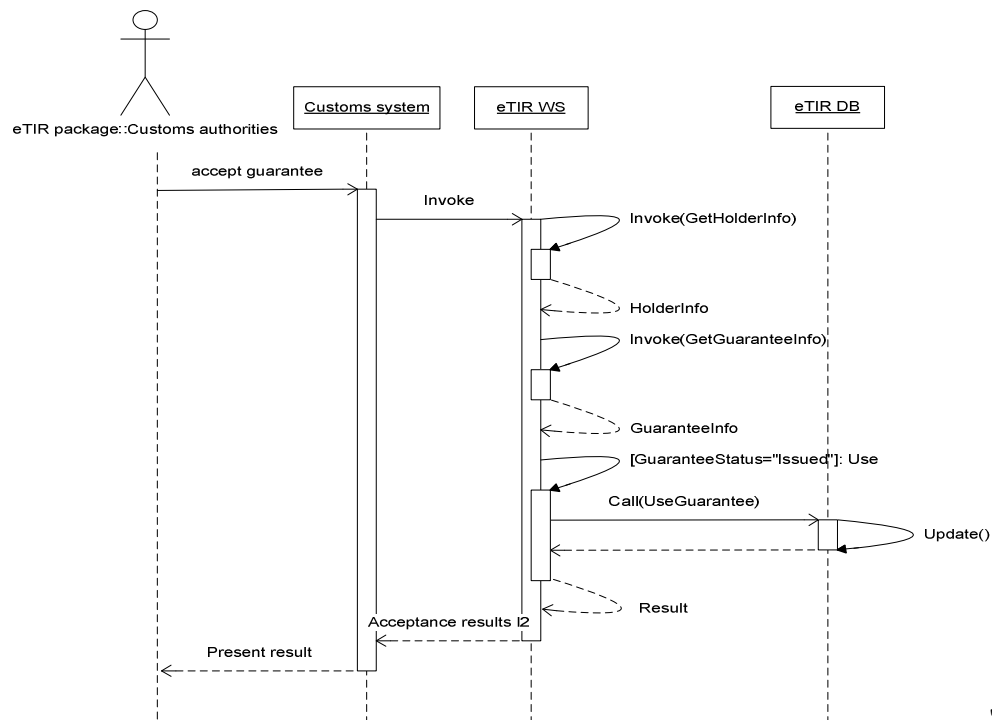 Customs system
eTIR WS
eTIR DB
eTIR package::Customs authorities
accept guarantee
Invoke
Invoke(GetHolderInfo)
HolderInfo
Invoke(GetGuaranteeInfo)
GuaranteeInfo
[GuaranteeStatus="Issued"]: Use
Call(UseGuarantee)
Update()
Result
Acceptance results I2
Present result